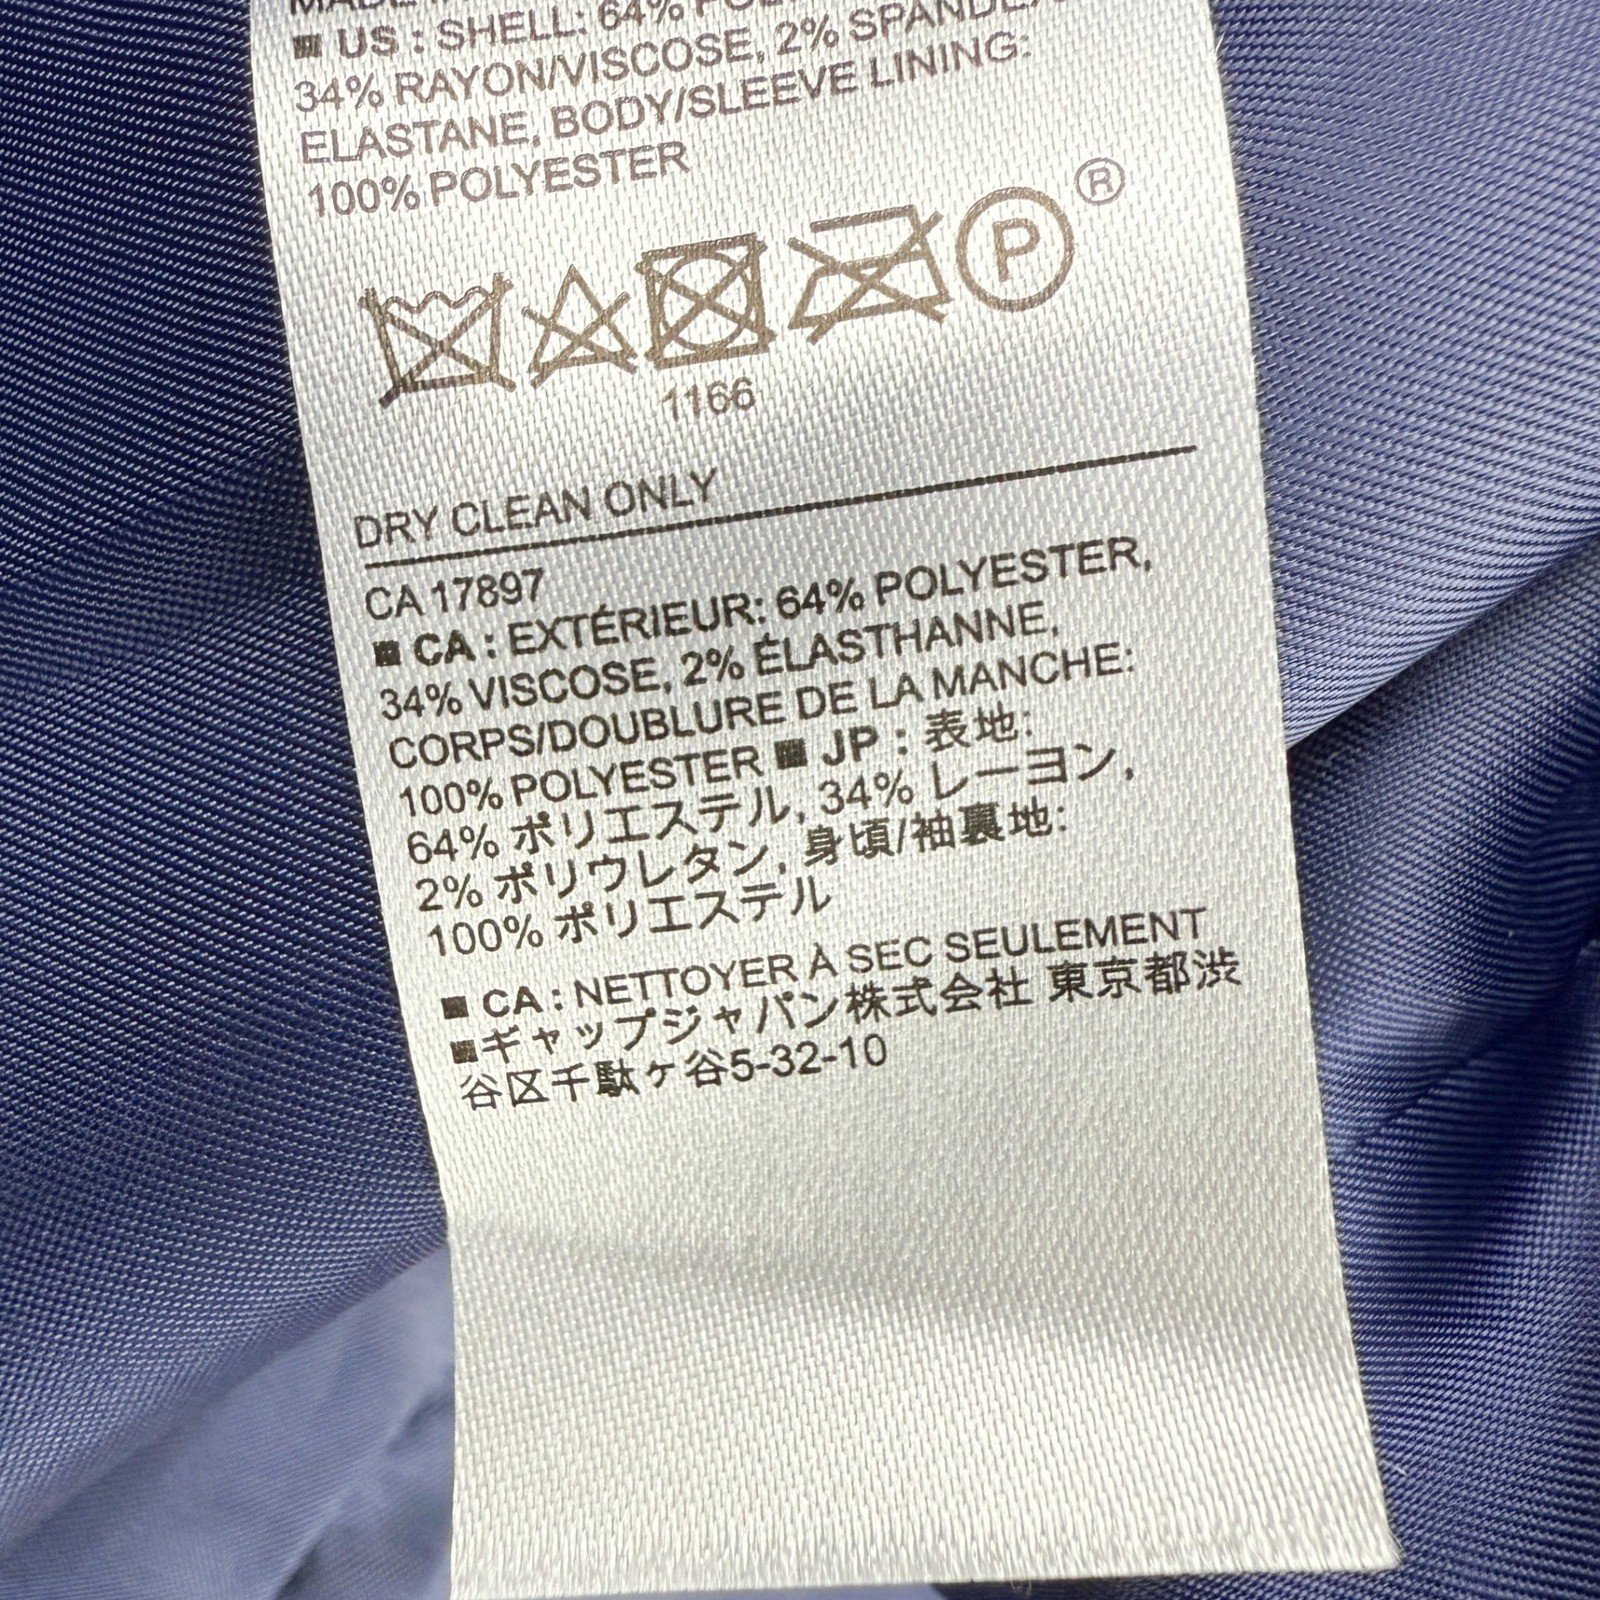 MADE
■ US : SHELL: 64%
34% RAYON/VISCOSE, 2%
ELASTANE, BODY/SLEEVE LINING:
100% POLYESTER
P ®
1166
DRY CLEAN ONLY
CA 17897
■ CA : EXTÉRIEUR: 64% POLYESTER,
34% VISCOSE, 2% ÉLASTHANNE,
CORPS/DOUBLURE DE LA MANCHE:
100% POLYESTER ■ JP : 表地:
64% ポリエステル, 34% レーヨン,
2% ポリウレタン, 身頃/袖裏地:
100% ポリエステル
■ CA : NETTOYER À SEC SEULEMENT
■ギャップジャパン株式会社 東京都渋
谷区千駄ヶ谷5-32-10